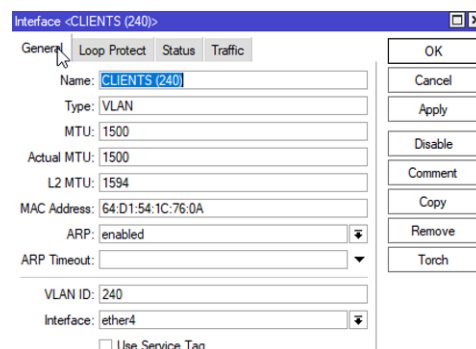 Interface <CLIENTS (240)>
General Loop Protect Status Traffic
Name: CLIENTS (240)
Type: VLAN
MTU: 1500
Actual MTU: 1500
L2 MTU: 1594
MAC Address: 64:D1:54:1C:76:0A
ARP: enabled
ARP Timeout:
VLAN ID: 240
Interface: ether4
Use Service Tag
OK
Cancel
Apply
Disable
Comment
Copy
Remove
Torch